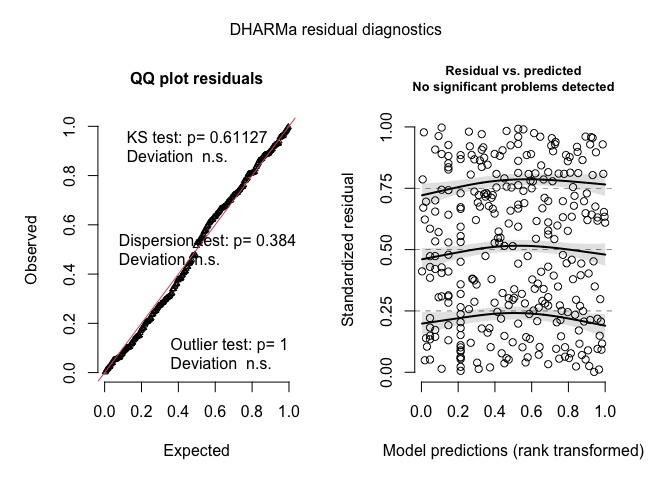 DHARMa residual diagnostics
QQ plot residuals
KS test: p= 0.61127
Deviation n.s.
Dispersion test: p= 0.384
Deviation n.s.
Outlier test: p= 1
Deviation n.s.
Observed
0.0 0.2 0.4 0.6 0.8 1.0
0.0 0.2 0.4 0.6 0.8 1.0
Expected
Residual vs. predicted
No significant problems detected
Standardized residual
0.00 0.25 0.50 0.75 1.00
0.0 0.2 0.4 0.6 0.8 1.0
Model predictions (rank transformed)